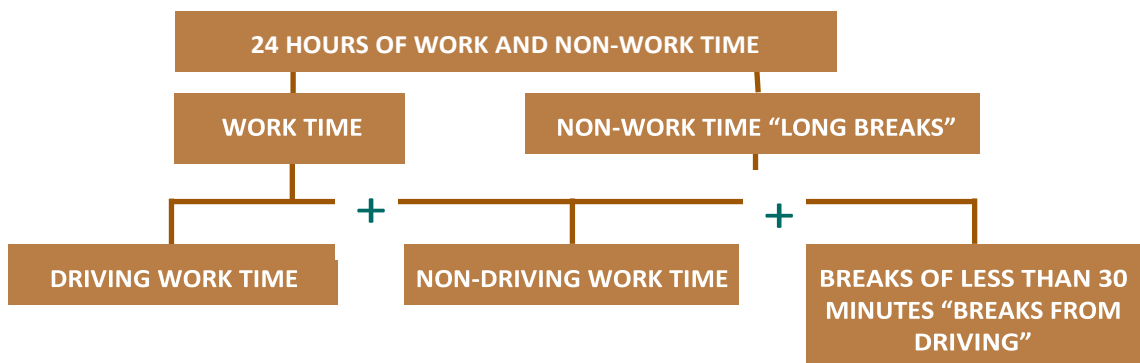 24 HOURS OF WORK AND NON-WORK TIME
WORK TIME
NON-WORK TIME “LONG BREAKS”
+
+
DRIVING WORK TIME
NON-DRIVING WORK TIME
BREAKS OF LESS THAN 30
MINUTES “BREAKS FROM
DRIVING”